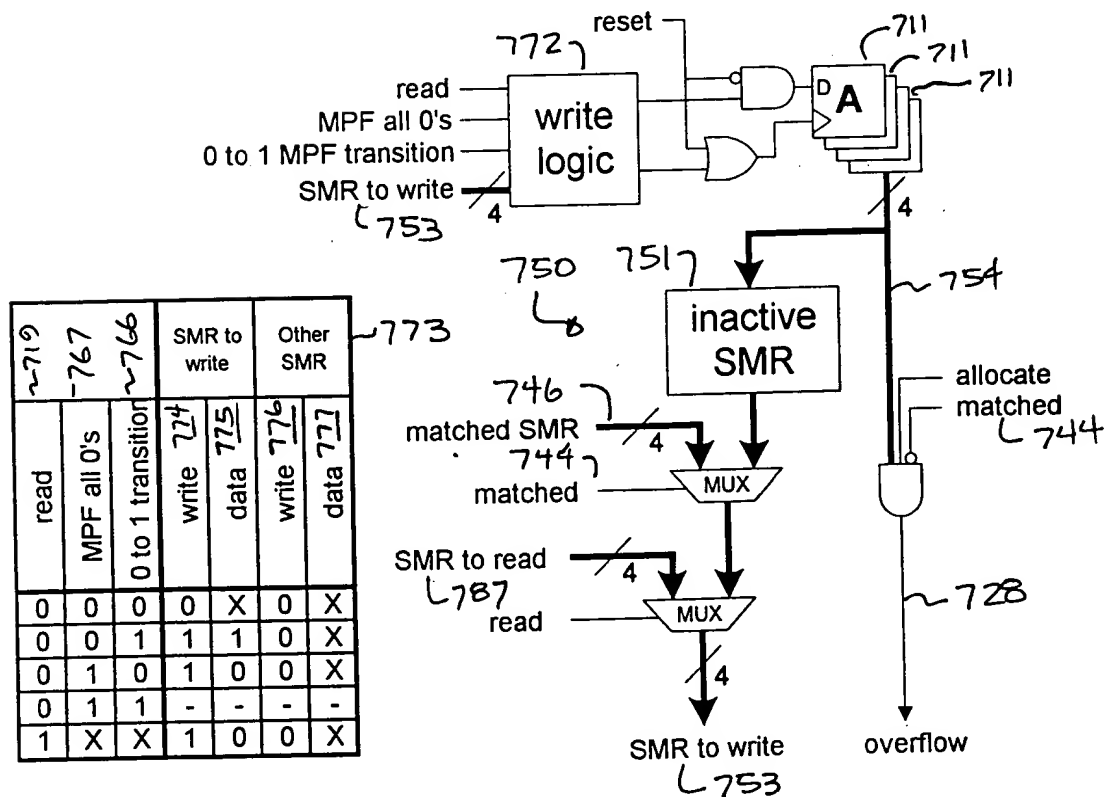 reset
772
711
711
711
read
MPF all 0's
0 to 1 MPF transition
SMR to write
4
753
write
logic
D
A
4
750
751
754
inactive
SMR
746
matched SMR
4
744
matched
MUX
allocate
matched
744
SMR to read
4
787
read
MUX
728
4
SMR to write
753
overflow
773
~719 -767 ~766 SMR to write Other SMR
read MPF all 0's 0 to 1 transition write 774 data 775 write 776 data 777
0 0 0 0 X 0 X
0 0 1 1 1 0 X
0 1 0 1 0 0 X
0 1 1 - - - -
1 X X 1 0 0 X